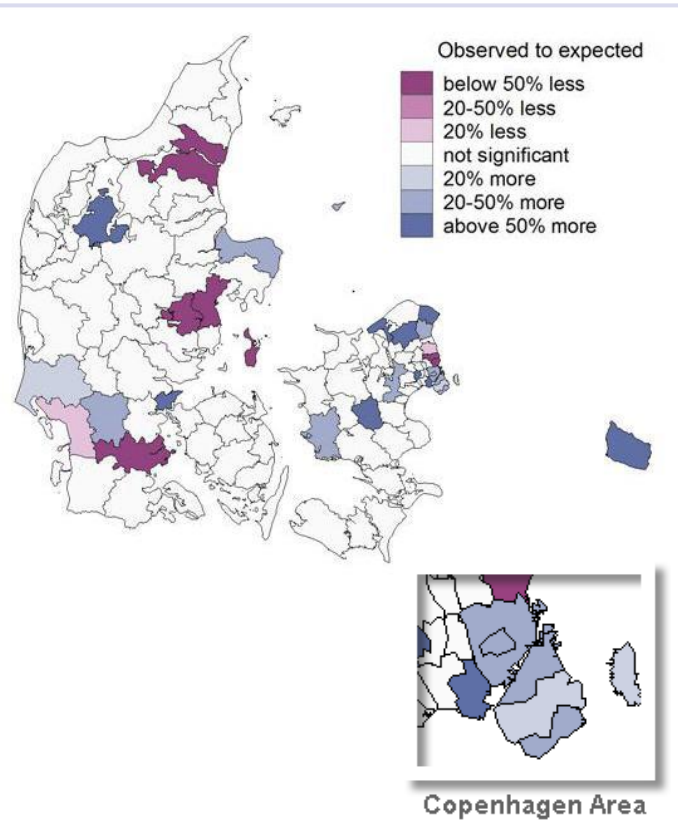 Observed to expected
below 50% less
20-50% less
20% less
not significant
20% more
20-50% more
above 50% more
Copenhagen Area